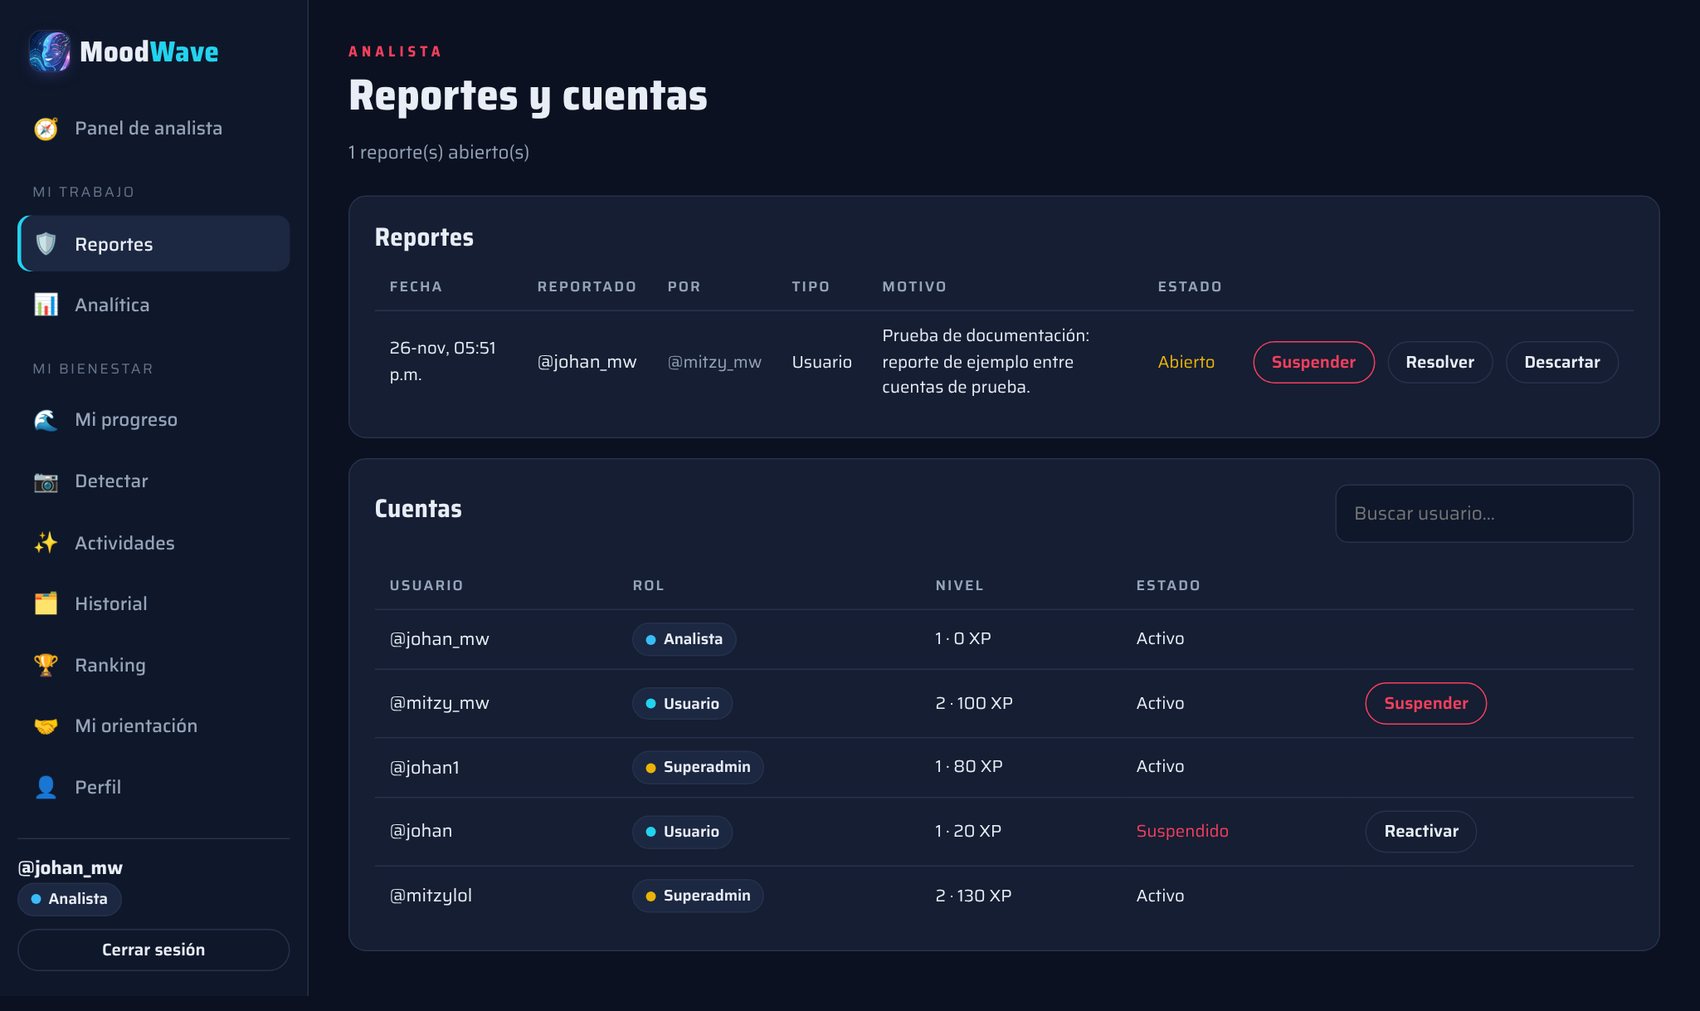 MoodWave
Panel de analista
MI TRABAJO
Reportes
Analítica
MI BIENESTAR
Mi progreso
Detectar
Actividades
Historial
Ranking
Mi orientación
Perfil
@johan_mw
Analista
Cerrar sesión
ANALISTA
Reportes y cuentas
1 reporte(s) abierto(s)
Reportes
FECHA REPORTADO POR TIPO MOTIVO ESTADO
26-nov, 05:51 p.m. @johan_mw @mitzy_mw Usuario Prueba de documentación: reporte de ejemplo entre cuentas de prueba. Abierto Suspender Resolver Descartar
Cuentas
Buscar usuario...
USUARIO ROL NIVEL ESTADO
@johan_mw Analista 1 · 0 XP Activo
@mitzy_mw Usuario 2 · 100 XP Activo Suspender
@johan1 Superadmin 1 · 80 XP Activo
@johan Usuario 1 · 20 XP Suspendido Reactivar
@mitzylol Superadmin 2 · 130 XP Activo